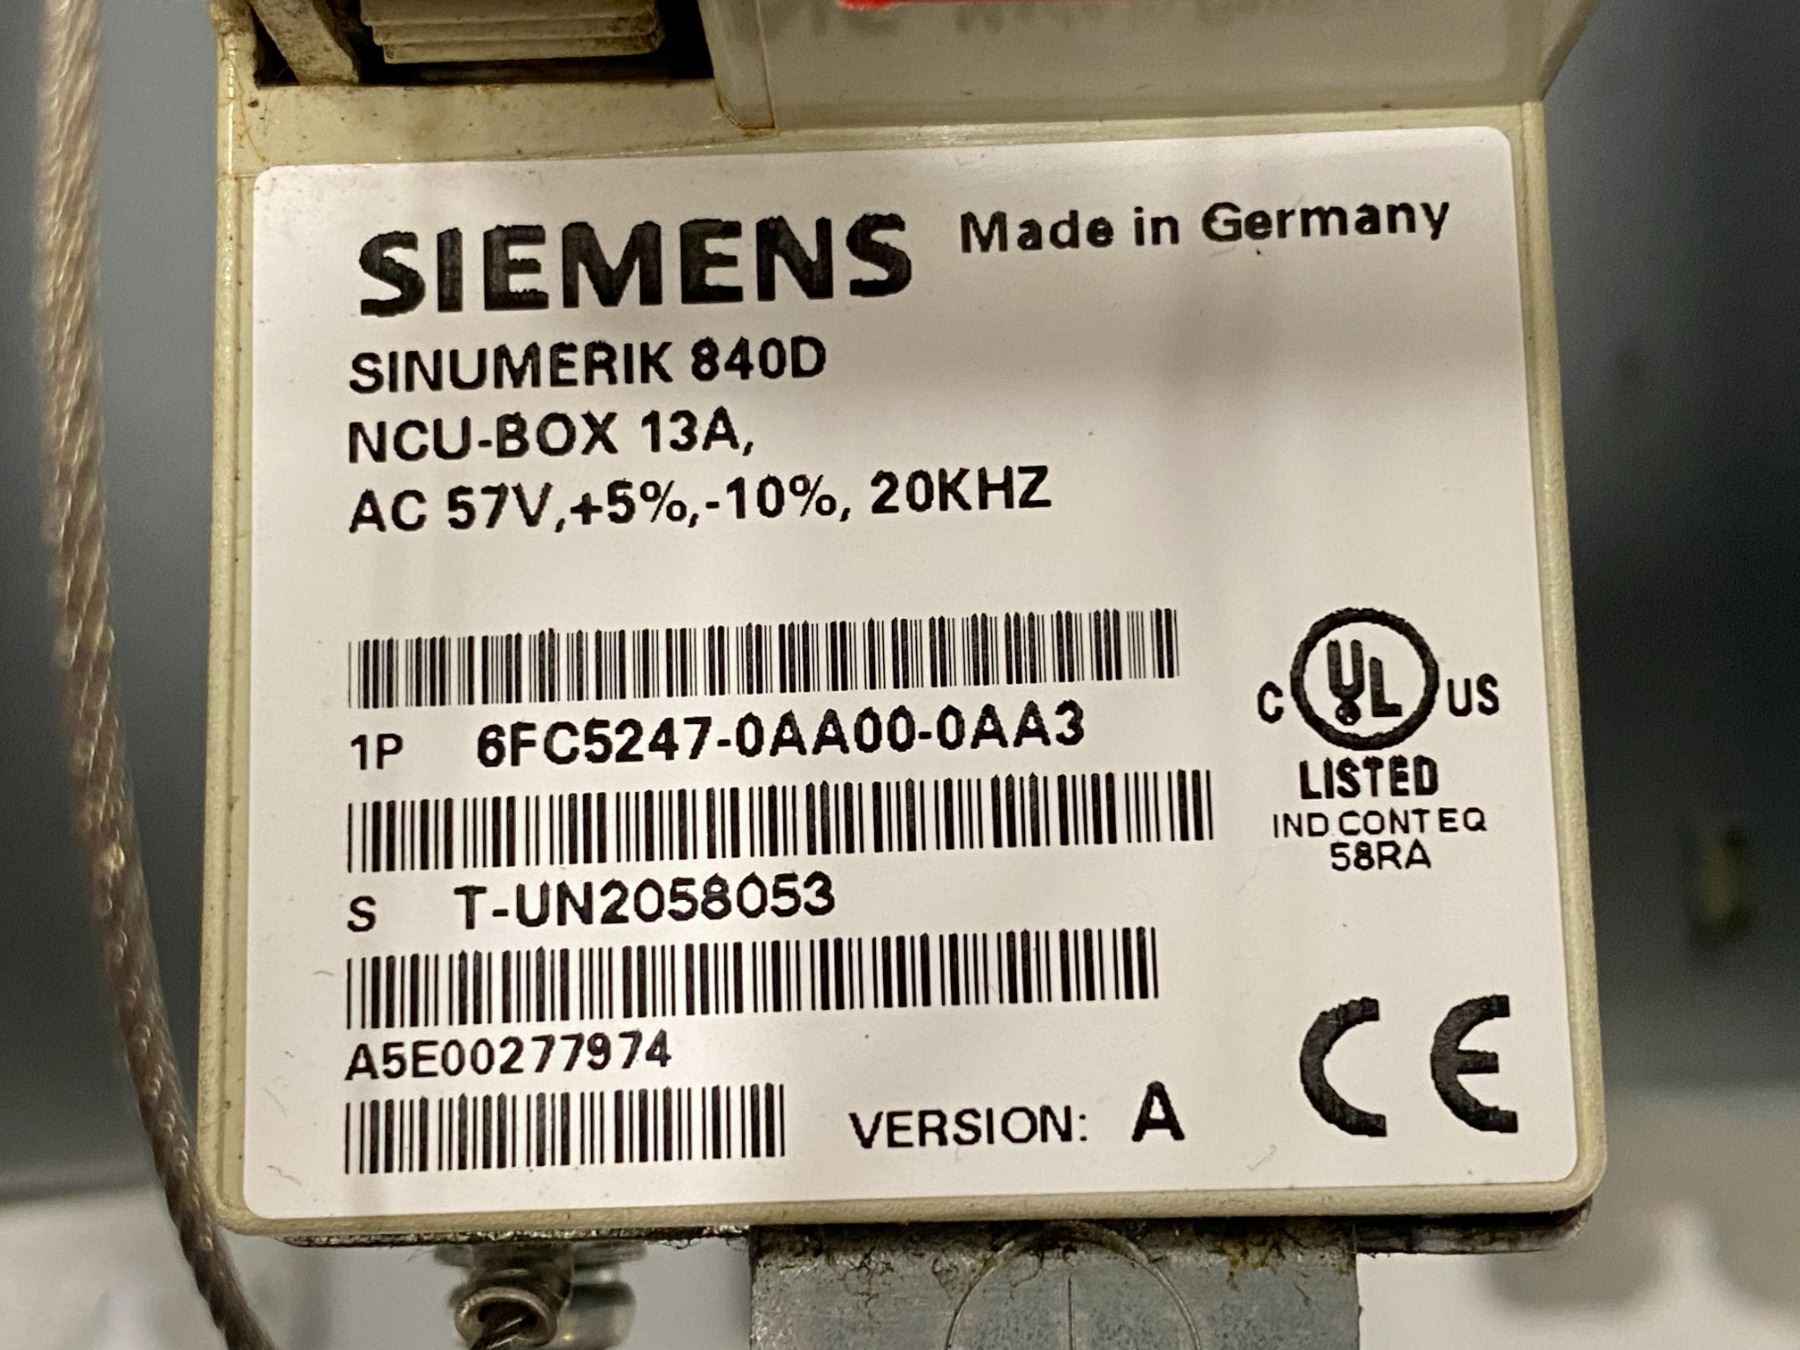 SIEMENS Made in Germany
SINUMERIK 840D
NCU-BOX 13A,
AC 57V,+5%,-10%, 20KHZ
1P 6FC5247-0AA00-0AA3
C UL US
LISTED
IND.CONT.EQ
58RA
S T-UN2058053
A5E00277974
VERSION: A
CE